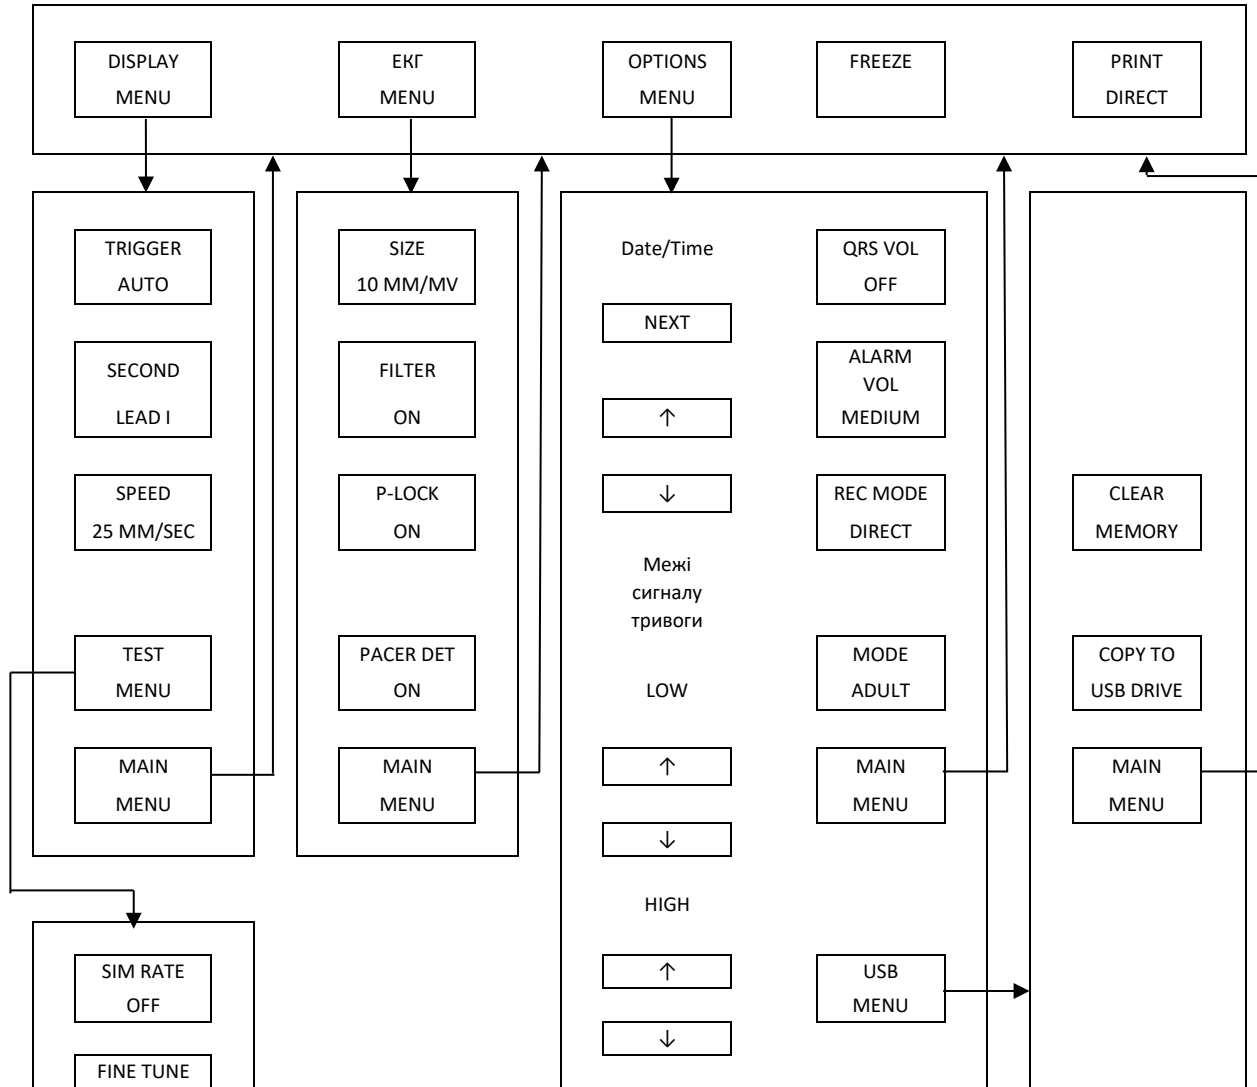 DISPLAY
MENU
ЕКГ
MENU
OPTIONS
MENU
FREEZE
PRINT
DIRECT
TRIGGER
AUTO
SECOND
LEAD I
SPEED
25 MM/SEC
TEST
MENU
MAIN
MENU
SIZE
10 MM/MV
FILTER
ON
P-LOCK
ON
PACER DET
ON
MAIN
MENU
Date/Time
NEXT
↑
↓
Межі
сигналу
тривоги
LOW
↑
↓
HIGH
↑
↓
QRS VOL
OFF
ALARM
VOL
MEDIUM
REC MODE
DIRECT
MODE
ADULT
MAIN
MENU
USB
MENU
CLEAR
MEMORY
COPY TO
USB DRIVE
MAIN
MENU
SIM RATE
OFF
FINE TUNE